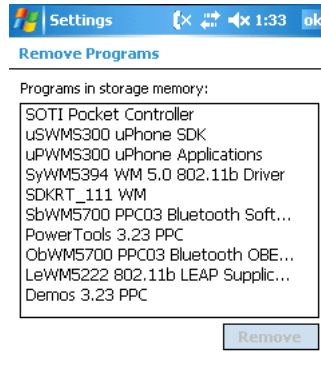 Settings 1:33 ok
Remove Programs
Programs in storage memory:
SOTI Pocket Controller
uSWMS300 uPhone SDK
uPWMS300 uPhone Applications
SyWM5394 WM 5.0 802.11b Driver
SDKRT_111 WM
SbWM5700 PPC03 Bluetooth Soft...
PowerTools 3.23 PPC
ObWM5700 PPC03 Bluetooth OBE...
LeWM5222 802.11b LEAP Supplic...
Demos 3.23 PPC
Remove